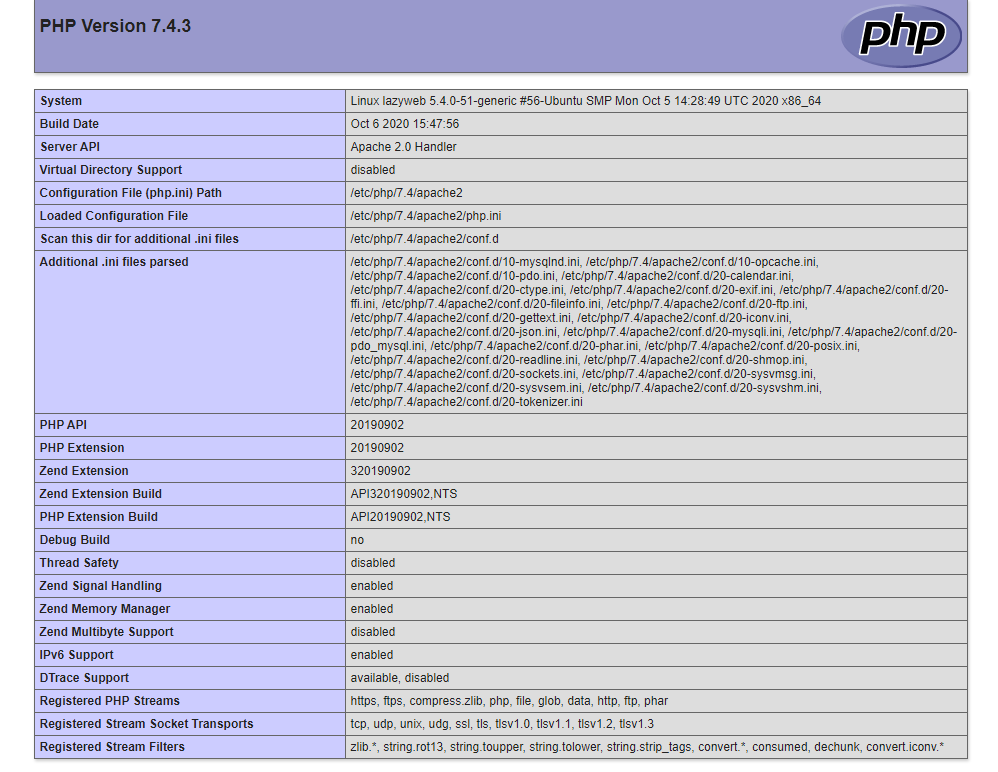 PHP Version 7.4.3
php
System Linux lazyweb 5.4.0-51-generic #56-Ubuntu SMP Mon Oct 5 14:28:49 UTC 2020 x86_64
Build Date Oct 6 2020 15:47:56
Server API Apache 2.0 Handler
Virtual Directory Support disabled
Configuration File (php.ini) Path /etc/php/7.4/apache2
Loaded Configuration File /etc/php/7.4/apache2/php.ini
Scan this dir for additional .ini files /etc/php/7.4/apache2/conf.d
Additional .ini files parsed /etc/php/7.4/apache2/conf.d/10-mysqlnd.ini, /etc/php/7.4/apache2/conf.d/10-opcache.ini,
/etc/php/7.4/apache2/conf.d/10-pdo.ini, /etc/php/7.4/apache2/conf.d/20-calendar.ini,
/etc/php/7.4/apache2/conf.d/20-ctype.ini, /etc/php/7.4/apache2/conf.d/20-exif.ini, /etc/php/7.4/apache2/conf.d/20-
ffi.ini, /etc/php/7.4/apache2/conf.d/20-fileinfo.ini, /etc/php/7.4/apache2/conf.d/20-ftp.ini,
/etc/php/7.4/apache2/conf.d/20-gettext.ini, /etc/php/7.4/apache2/conf.d/20-iconv.ini,
/etc/php/7.4/apache2/conf.d/20-json.ini, /etc/php/7.4/apache2/conf.d/20-mysqli.ini, /etc/php/7.4/apache2/conf.d/20-
pdo_mysql.ini, /etc/php/7.4/apache2/conf.d/20-phar.ini, /etc/php/7.4/apache2/conf.d/20-posix.ini,
/etc/php/7.4/apache2/conf.d/20-readline.ini, /etc/php/7.4/apache2/conf.d/20-shmop.ini,
/etc/php/7.4/apache2/conf.d/20-sockets.ini, /etc/php/7.4/apache2/conf.d/20-sysvmsg.ini,
/etc/php/7.4/apache2/conf.d/20-sysvsem.ini, /etc/php/7.4/apache2/conf.d/20-sysvshm.ini,
/etc/php/7.4/apache2/conf.d/20-tokenizer.ini
PHP API 20190902
PHP Extension 20190902
Zend Extension 320190902
Zend Extension Build API320190902,NTS
PHP Extension Build API20190902,NTS
Debug Build no
Thread Safety disabled
Zend Signal Handling enabled
Zend Memory Manager enabled
Zend Multibyte Support disabled
IPv6 Support enabled
DTrace Support available, disabled
Registered PHP Streams https, ftps, compress.zlib, php, file, glob, data, http, ftp, phar
Registered Stream Socket Transports tcp, udp, unix, udg, ssl, tls, tlsv1.0, tlsv1.1, tlsv1.2, tlsv1.3
Registered Stream Filters zlib.*, string.rot13, string.toupper, string.tolower, string.strip_tags, convert.*, consumed, dechunk, convert.iconv.*